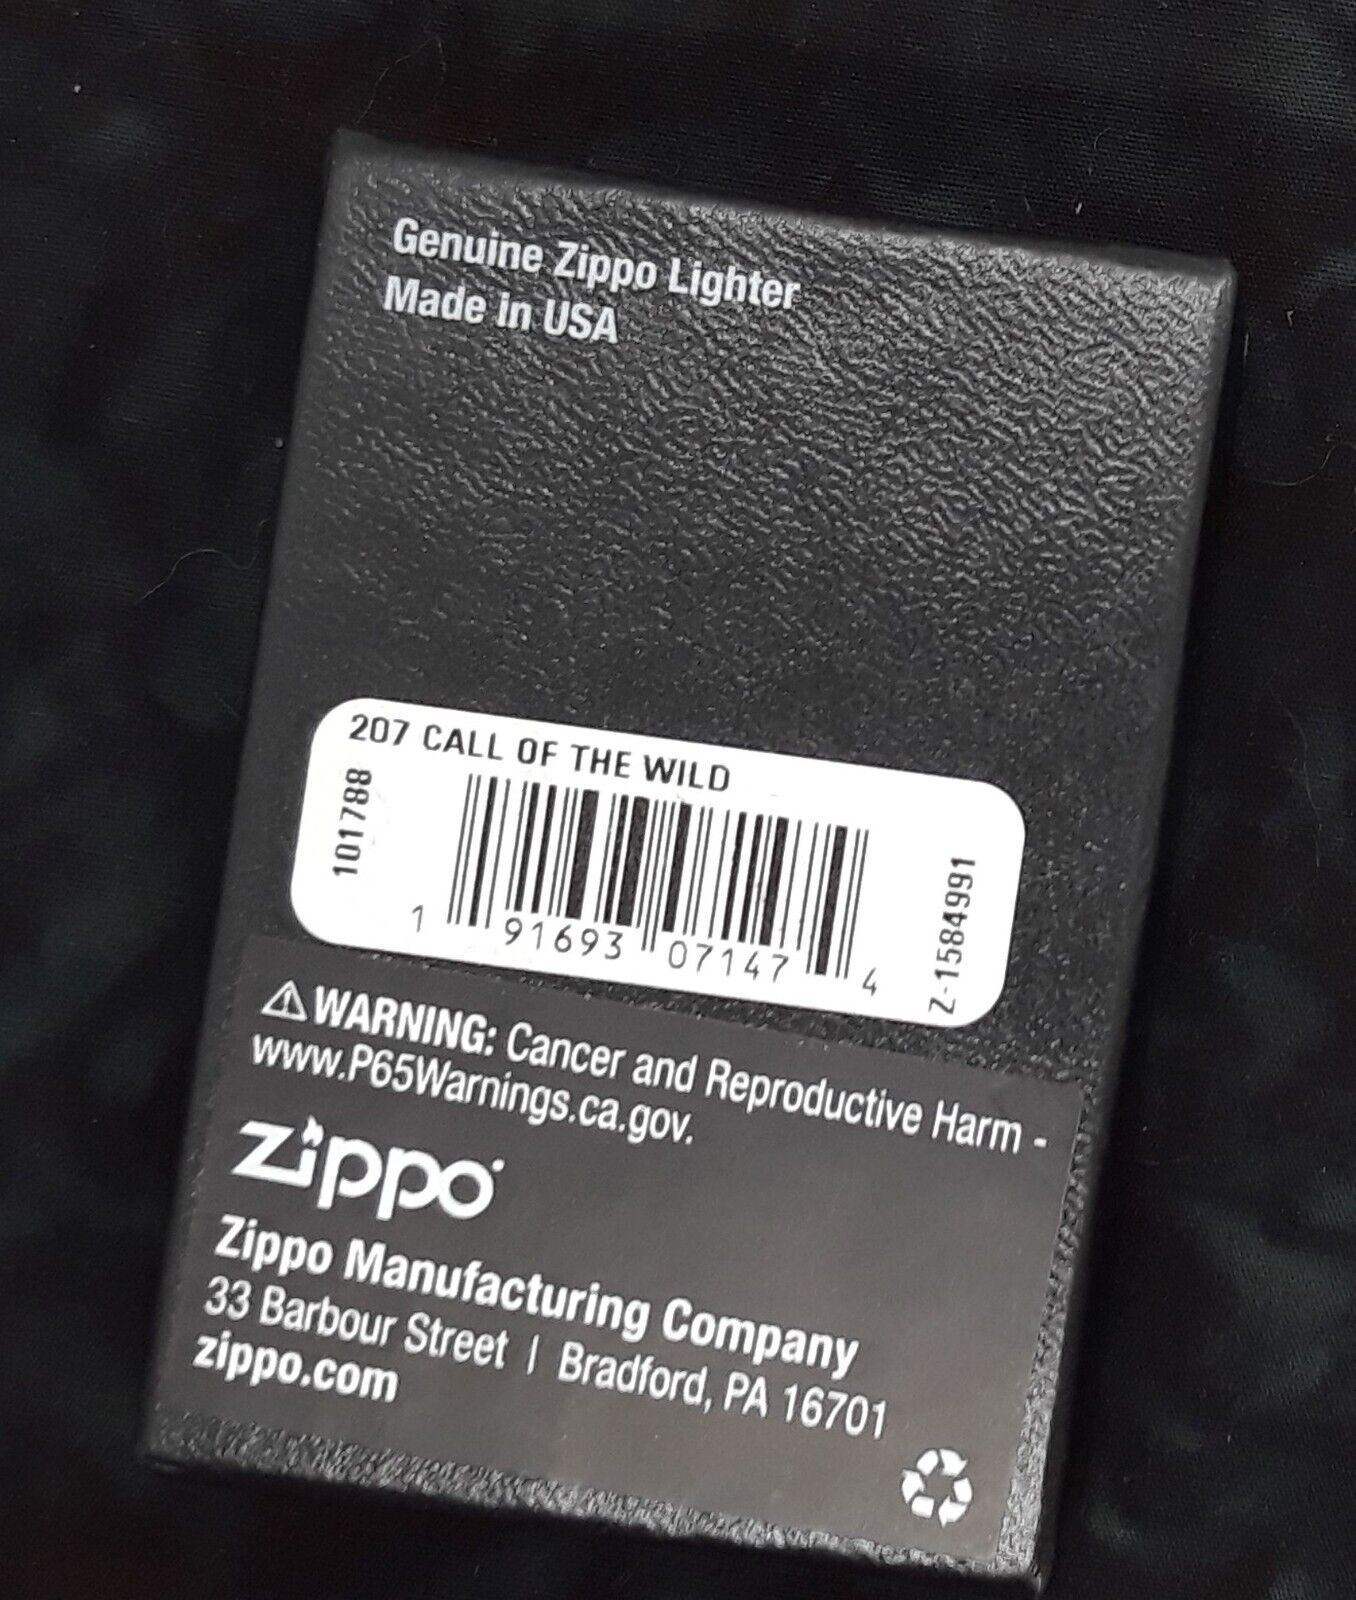 Genuine Zippo Lighter
Made in USA
207 CALL OF THE WILD
101788
1 91693 07147 4
Z-1584991
⚠WARNING: Cancer and Reproductive Harm -
www.P65Warnings.ca.gov.
zippo
Zippo Manufacturing Company
33 Barbour Street | Bradford, PA 16701
zippo.com